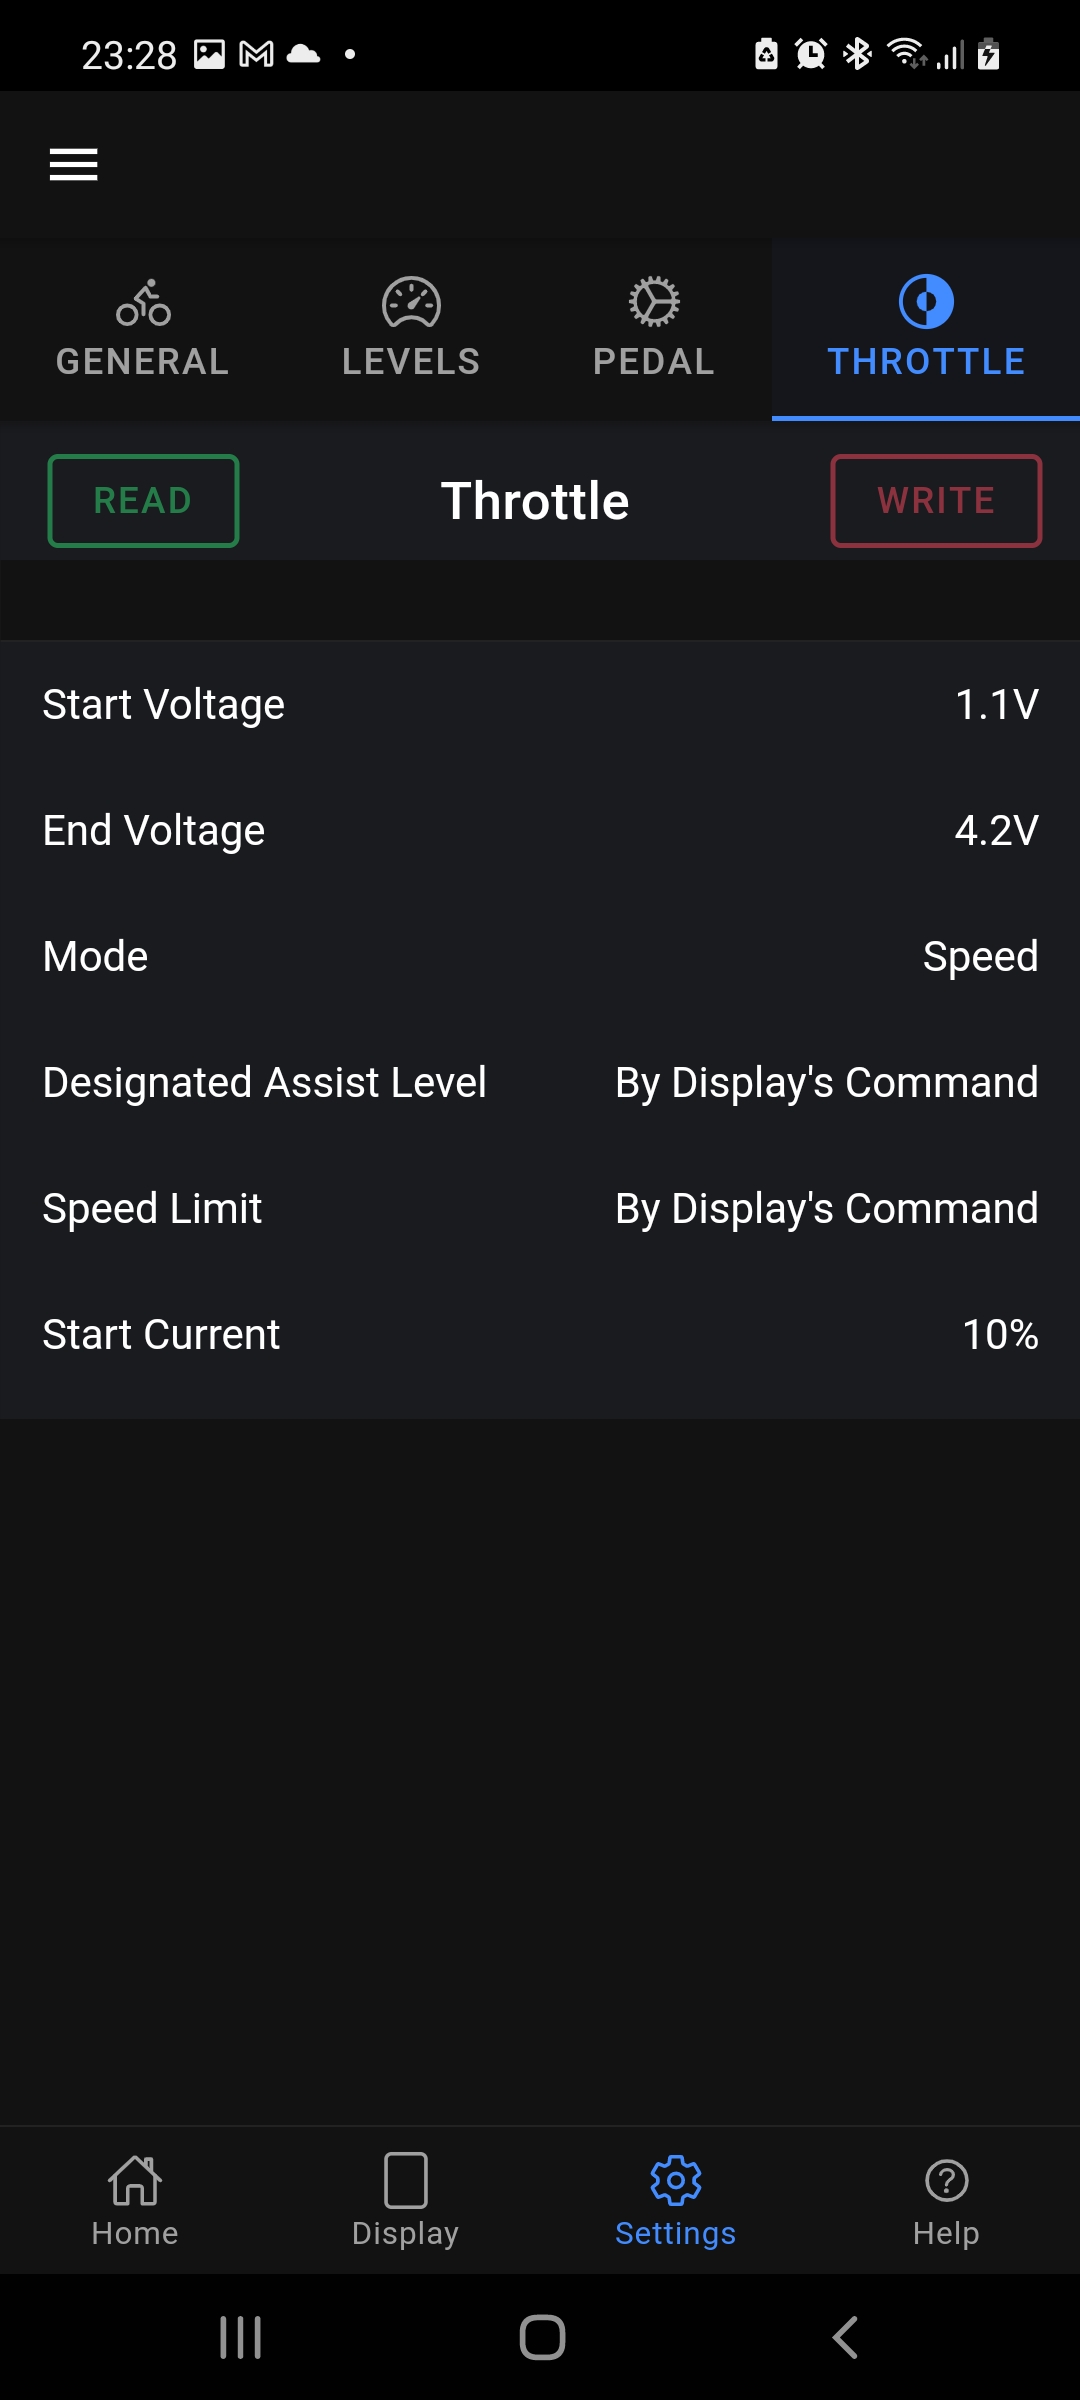 23:28
GENERAL LEVELS PEDAL THROTTLE
READ Throttle WRITE
Start Voltage 1.1V
End Voltage 4.2V
Mode Speed
Designated Assist Level By Display's Command
Speed Limit By Display's Command
Start Current 10%
Home Display Settings Help